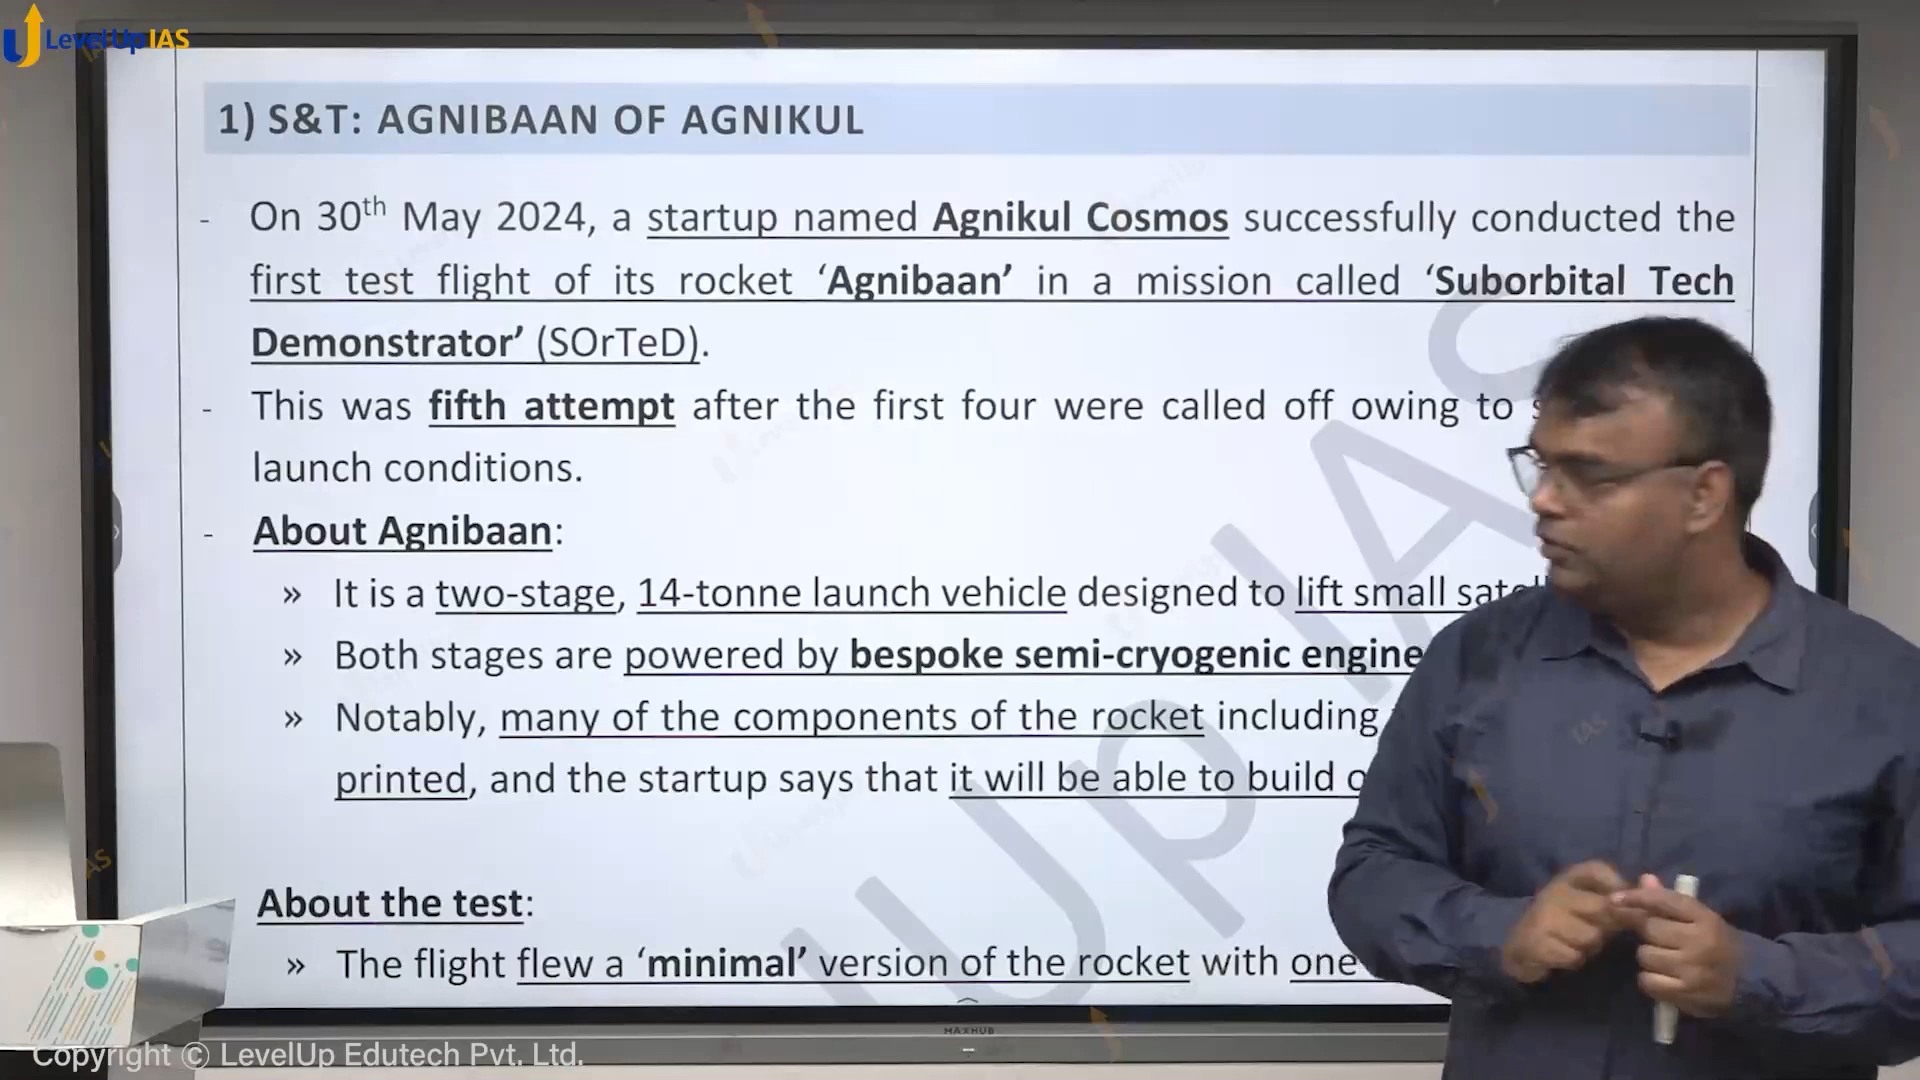 LevelUp IAS
1) S&T: AGNIBAAN OF AGNIKUL
- On 30th May 2024, a startup named Agnikul Cosmos successfully conducted the
first test flight of its rocket ‘Agnibaan’ in a mission called ‘Suborbital Tech
Demonstrator’ (SOrTeD).
- This was fifth attempt after the first four were called off owing to
launch conditions.
- About Agnibaan:
» It is a two-stage, 14-tonne launch vehicle designed to lift small
» Both stages are powered by bespoke semi-cryogenic engine
» Notably, many of the components of the rocket including
printed, and the startup says that it will be able to build
About the test:
» The flight flew a ‘minimal’ version of the rocket with one
MAXHUB
Copyright © LevelUp Edutech Pvt. Ltd.